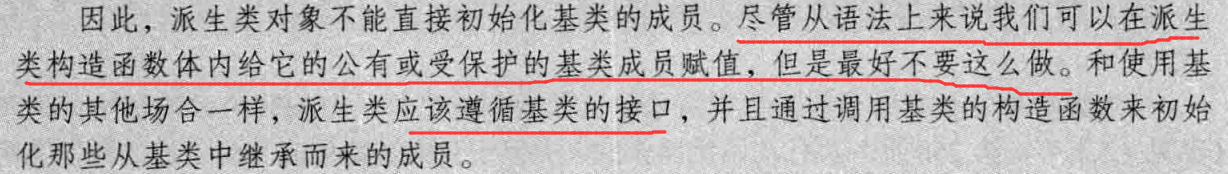 因此，派生类对象不能直接初始化基类的成员。尽管从语法上来说我们可以在派生
类构造函数体内给它的公有或受保护的基类成员赋值，但是最好不要这么做。和使用基
类的其他场合一样，派生类应该遵循基类的接口，并且通过调用基类的构造函数来初始
化那些从基类中继承而来的成员。